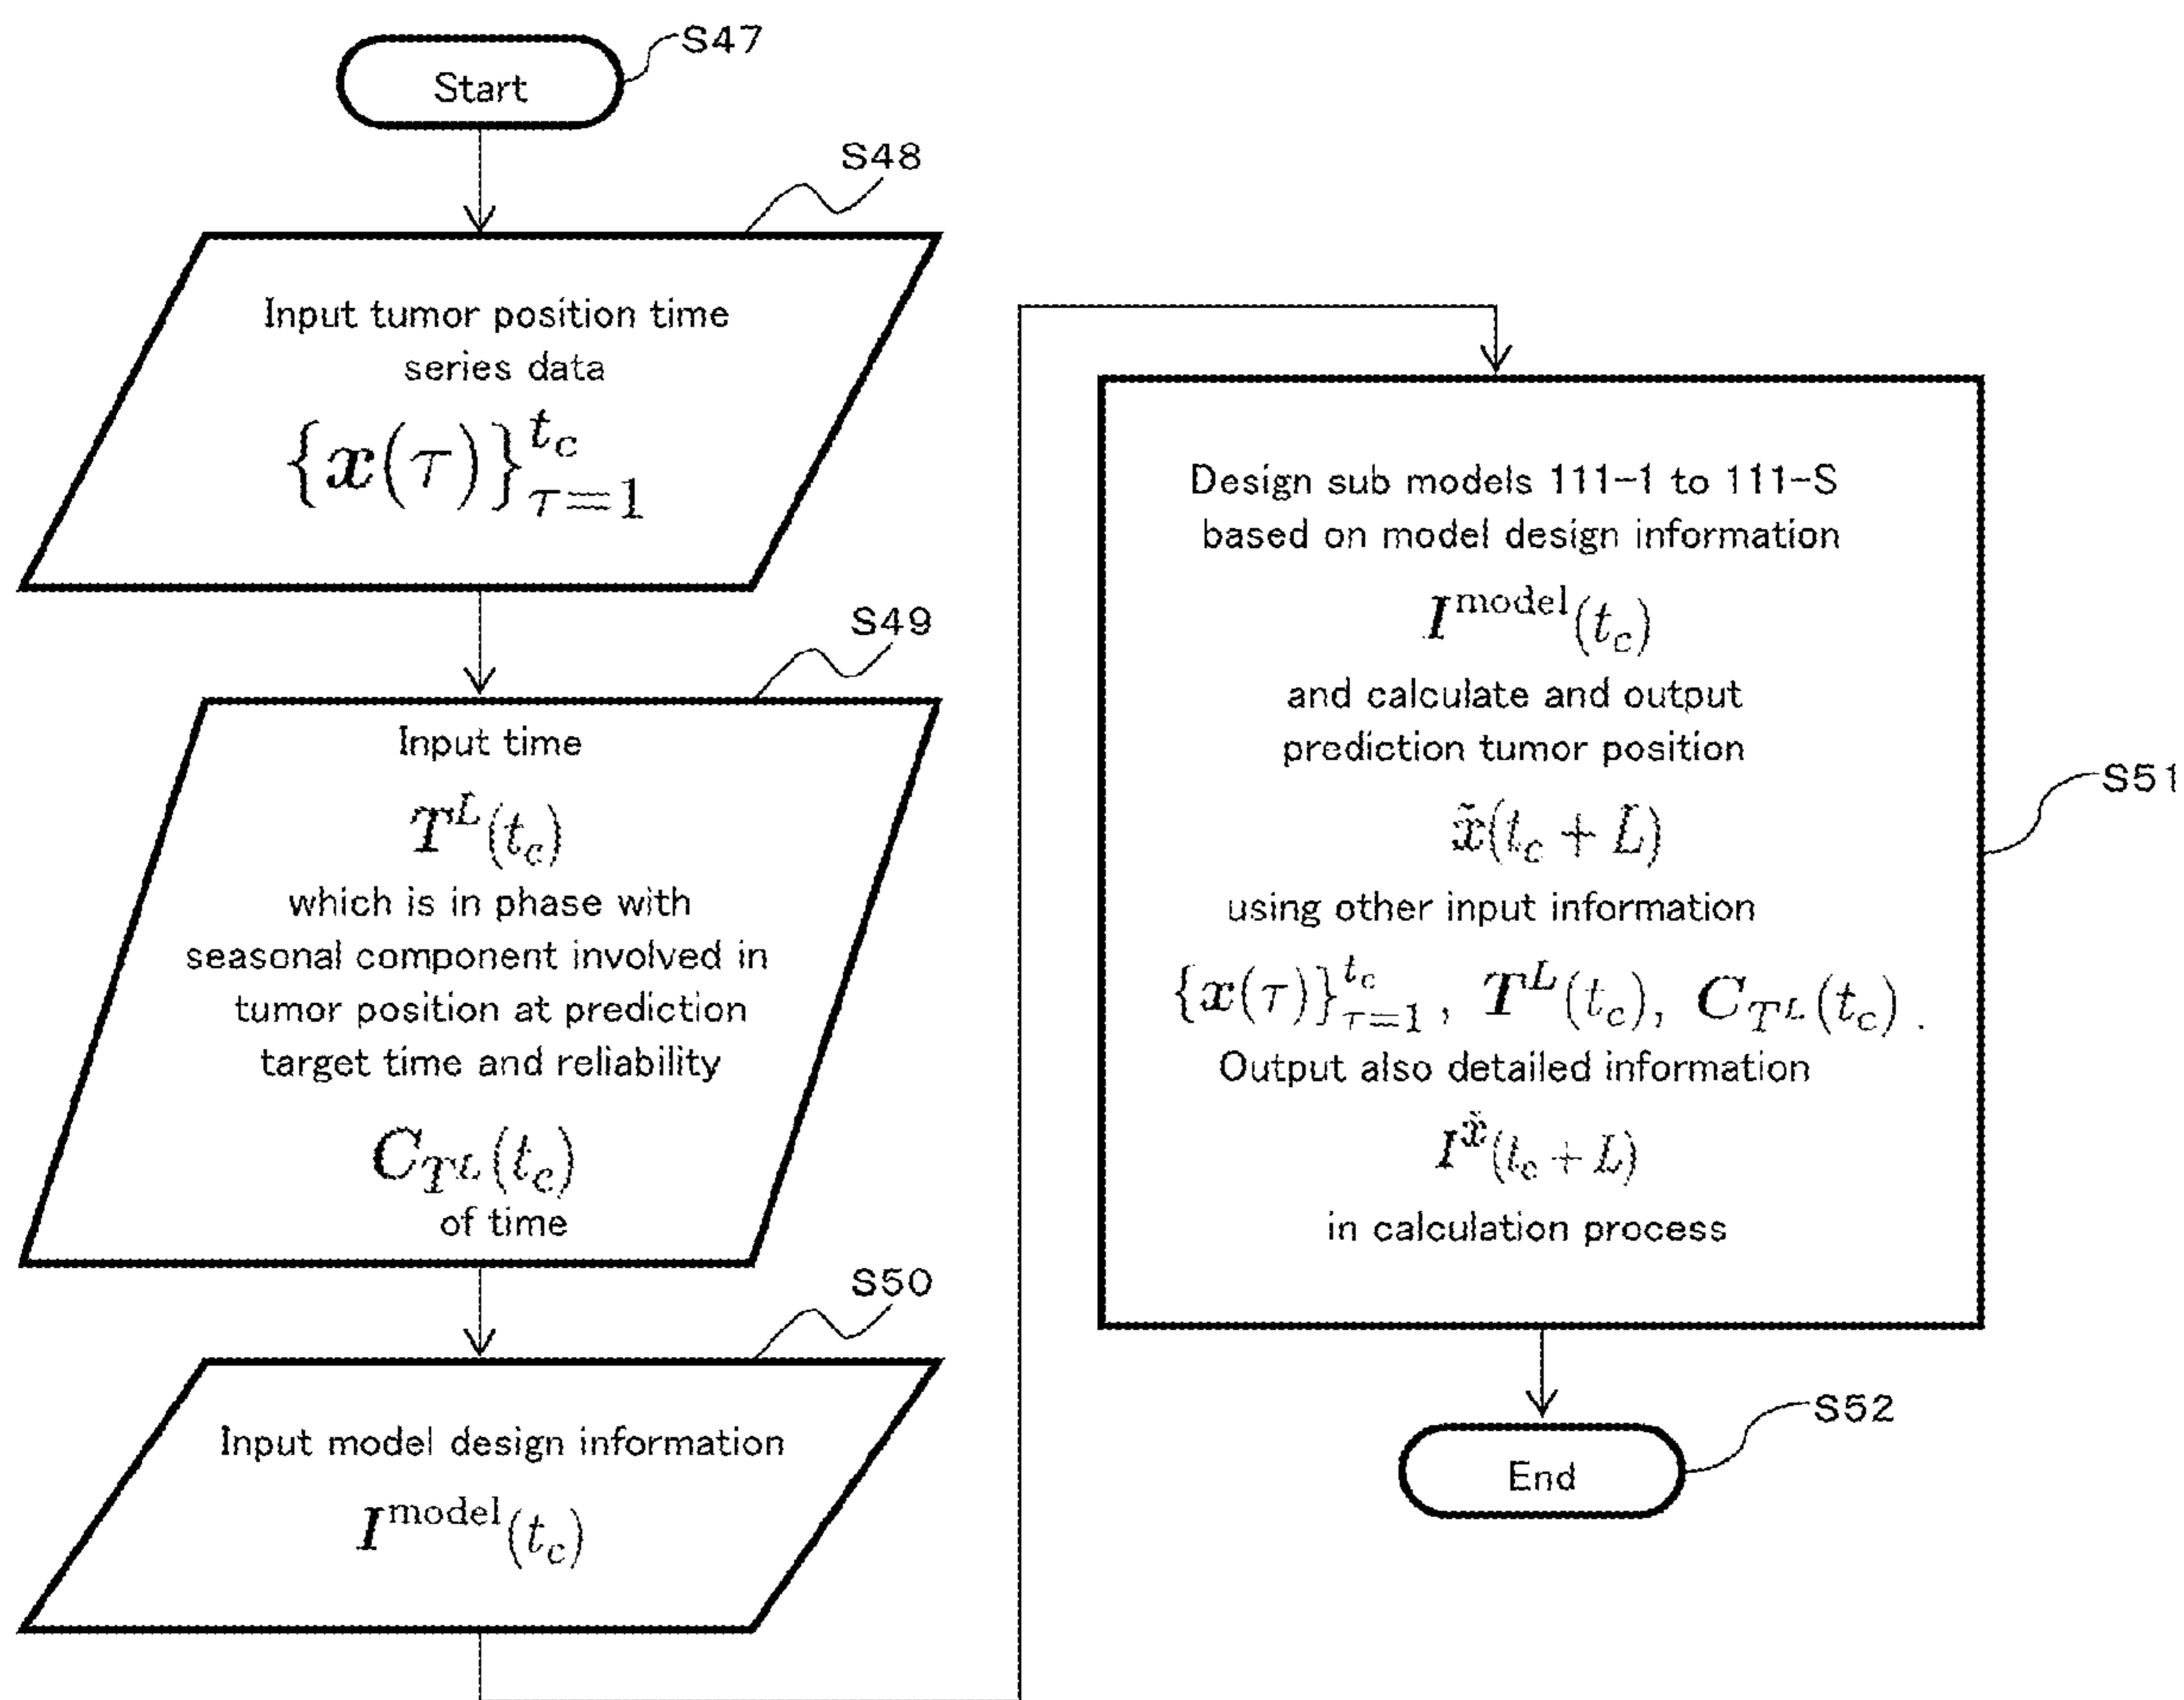 Start
S47
S48
Input tumor position time
series data
{x(τ)}_{τ=1}^{t_c}
S49
Input time
T^L(t_c)
which is in phase with
seasonal component involved in
tumor position at prediction
target time and reliability
C_{T^L}(t_c)
of time
S50
Input model design information
I^{model}(t_c)
Design sub models 111-1 to 111-S
based on model design information
I^{model}(t_c)
and calculate and output
prediction tumor position
x̃(t_c + L)
using other input information
{x(τ)}_{τ=1}^{t_c}, T^L(t_c), C_{T^L}(t_c).
Output also detailed information
I^{x̃}(t_c + L)
in calculation process
S51
End
S52